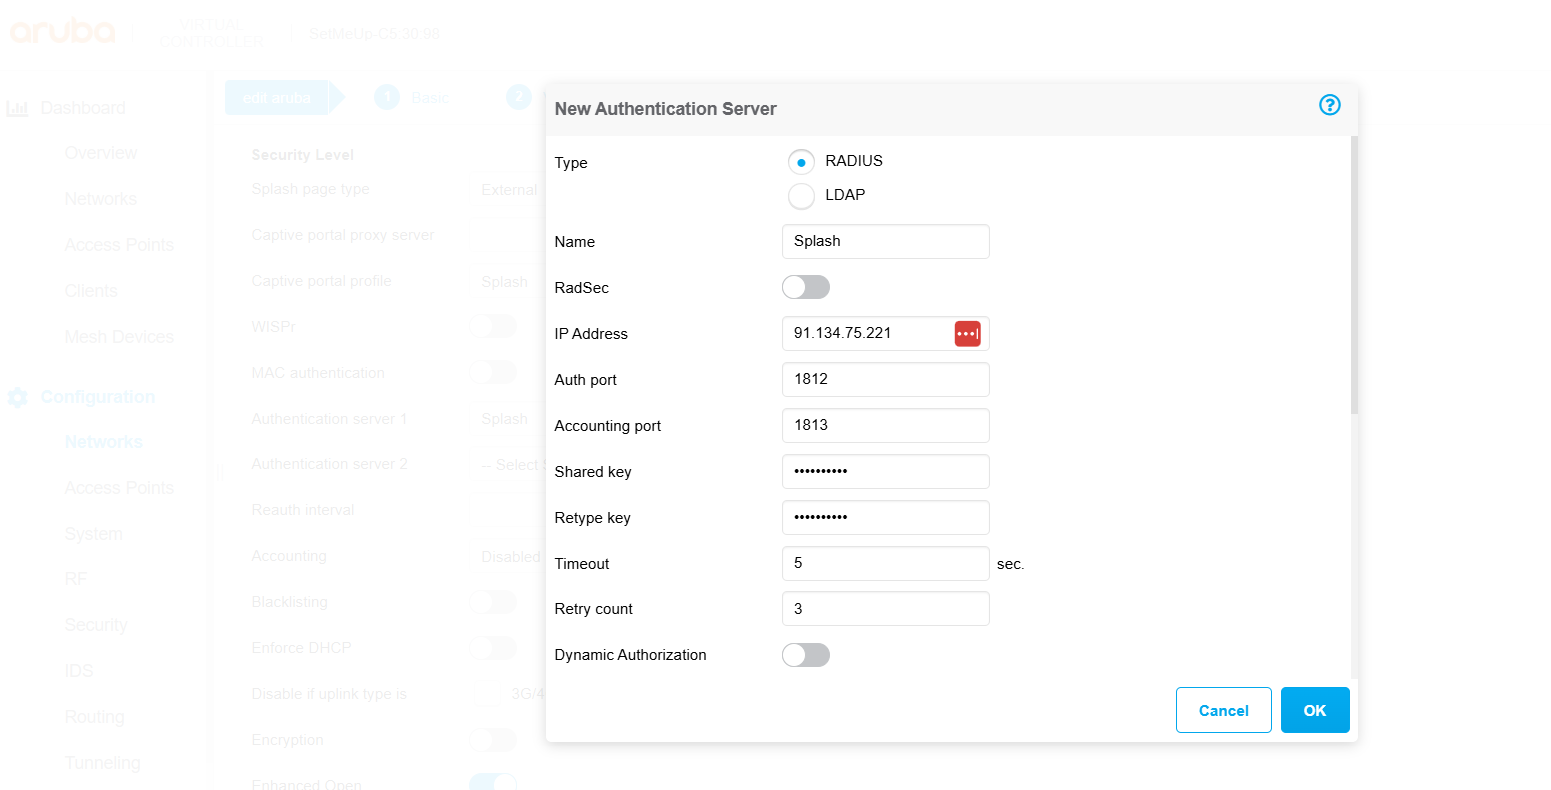 aruba
VIRTUAL
CONTROLLER
SetMeUp-C5:30:98
Dashboard
Overview
Networks
Access Points
Clients
Mesh Devices
Configuration
Networks
Access Points
System
RF
Security
IDS
Routing
Tunneling
edit aruba
1 Basic
2
Security Level
Splash page type External
Captive portal proxy server
Captive portal profile Splash
WISPr
MAC authentication
Authentication server 1 Splash
Authentication server 2 -- Select
Reauth interval
Accounting Disabled
Blacklisting
Enforce DHCP
Disable if uplink type is 3G/4
Encryption
Enhanced Open
New Authentication Server
?
Type
RADIUS
LDAP
Name Splash
RadSec
IP Address 91.134.75.221
Auth port 1812
Accounting port 1813
Shared key ••••••••••
Retype key ••••••••••
Timeout 5 sec.
Retry count 3
Dynamic Authorization
Cancel OK